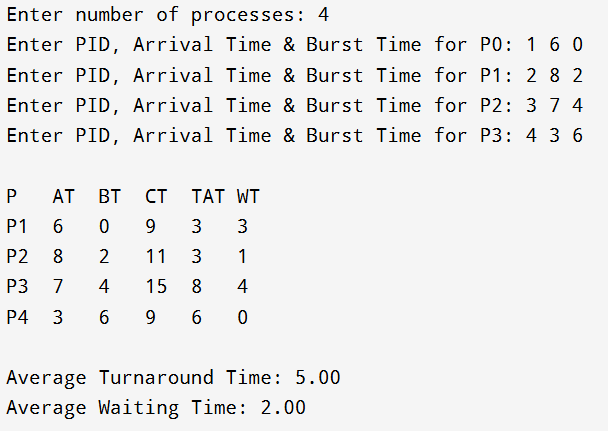 Enter number of processes: 4
Enter PID, Arrival Time & Burst Time for P0: 1 6 0
Enter PID, Arrival Time & Burst Time for P1: 2 8 2
Enter PID, Arrival Time & Burst Time for P2: 3 7 4
Enter PID, Arrival Time & Burst Time for P3: 4 3 6
P AT BT CT TAT WT
P1 6 0 9 3 3
P2 8 2 11 3 1
P3 7 4 15 8 4
P4 3 6 9 6 0
Average Turnaround Time: 5.00
Average Waiting Time: 2.00